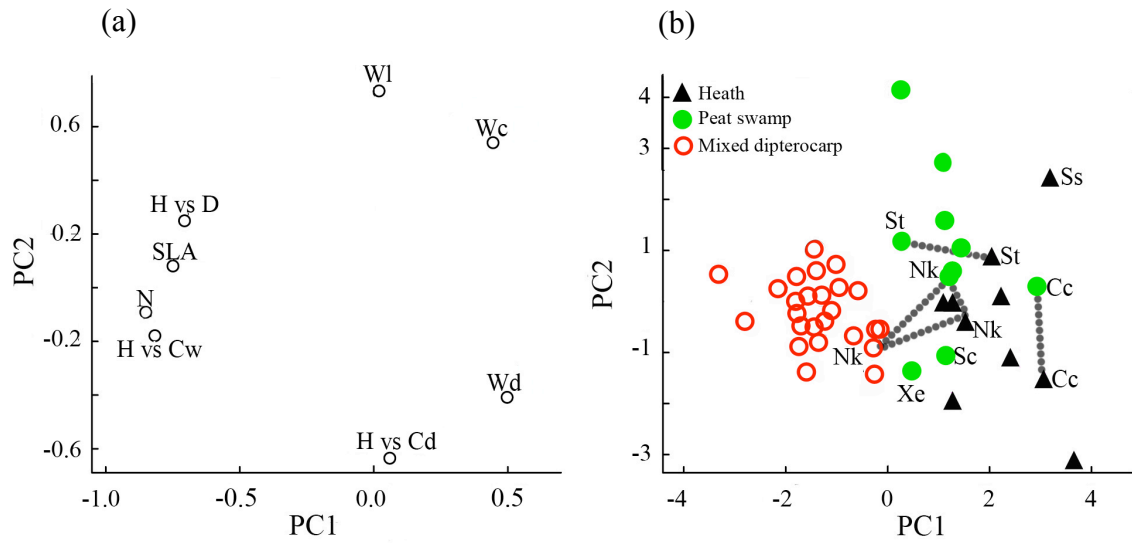 (a)
Wl
Wc
0.6
H vs D
0.2
SLA
N
-0.2
H vs Cw
Wd
H vs Cd
-0.6
-1.0
-0.5
0.0
0.5
PC1
PC2
(b)
4
Heath
Peat swamp
3
Mixed dipterocarp
Ss
St
1
St
Nk
Cc
Nk
-1
Nk
Sc
Cc
Xe
-3
-4
-2
0
2
4
PC1
PC2